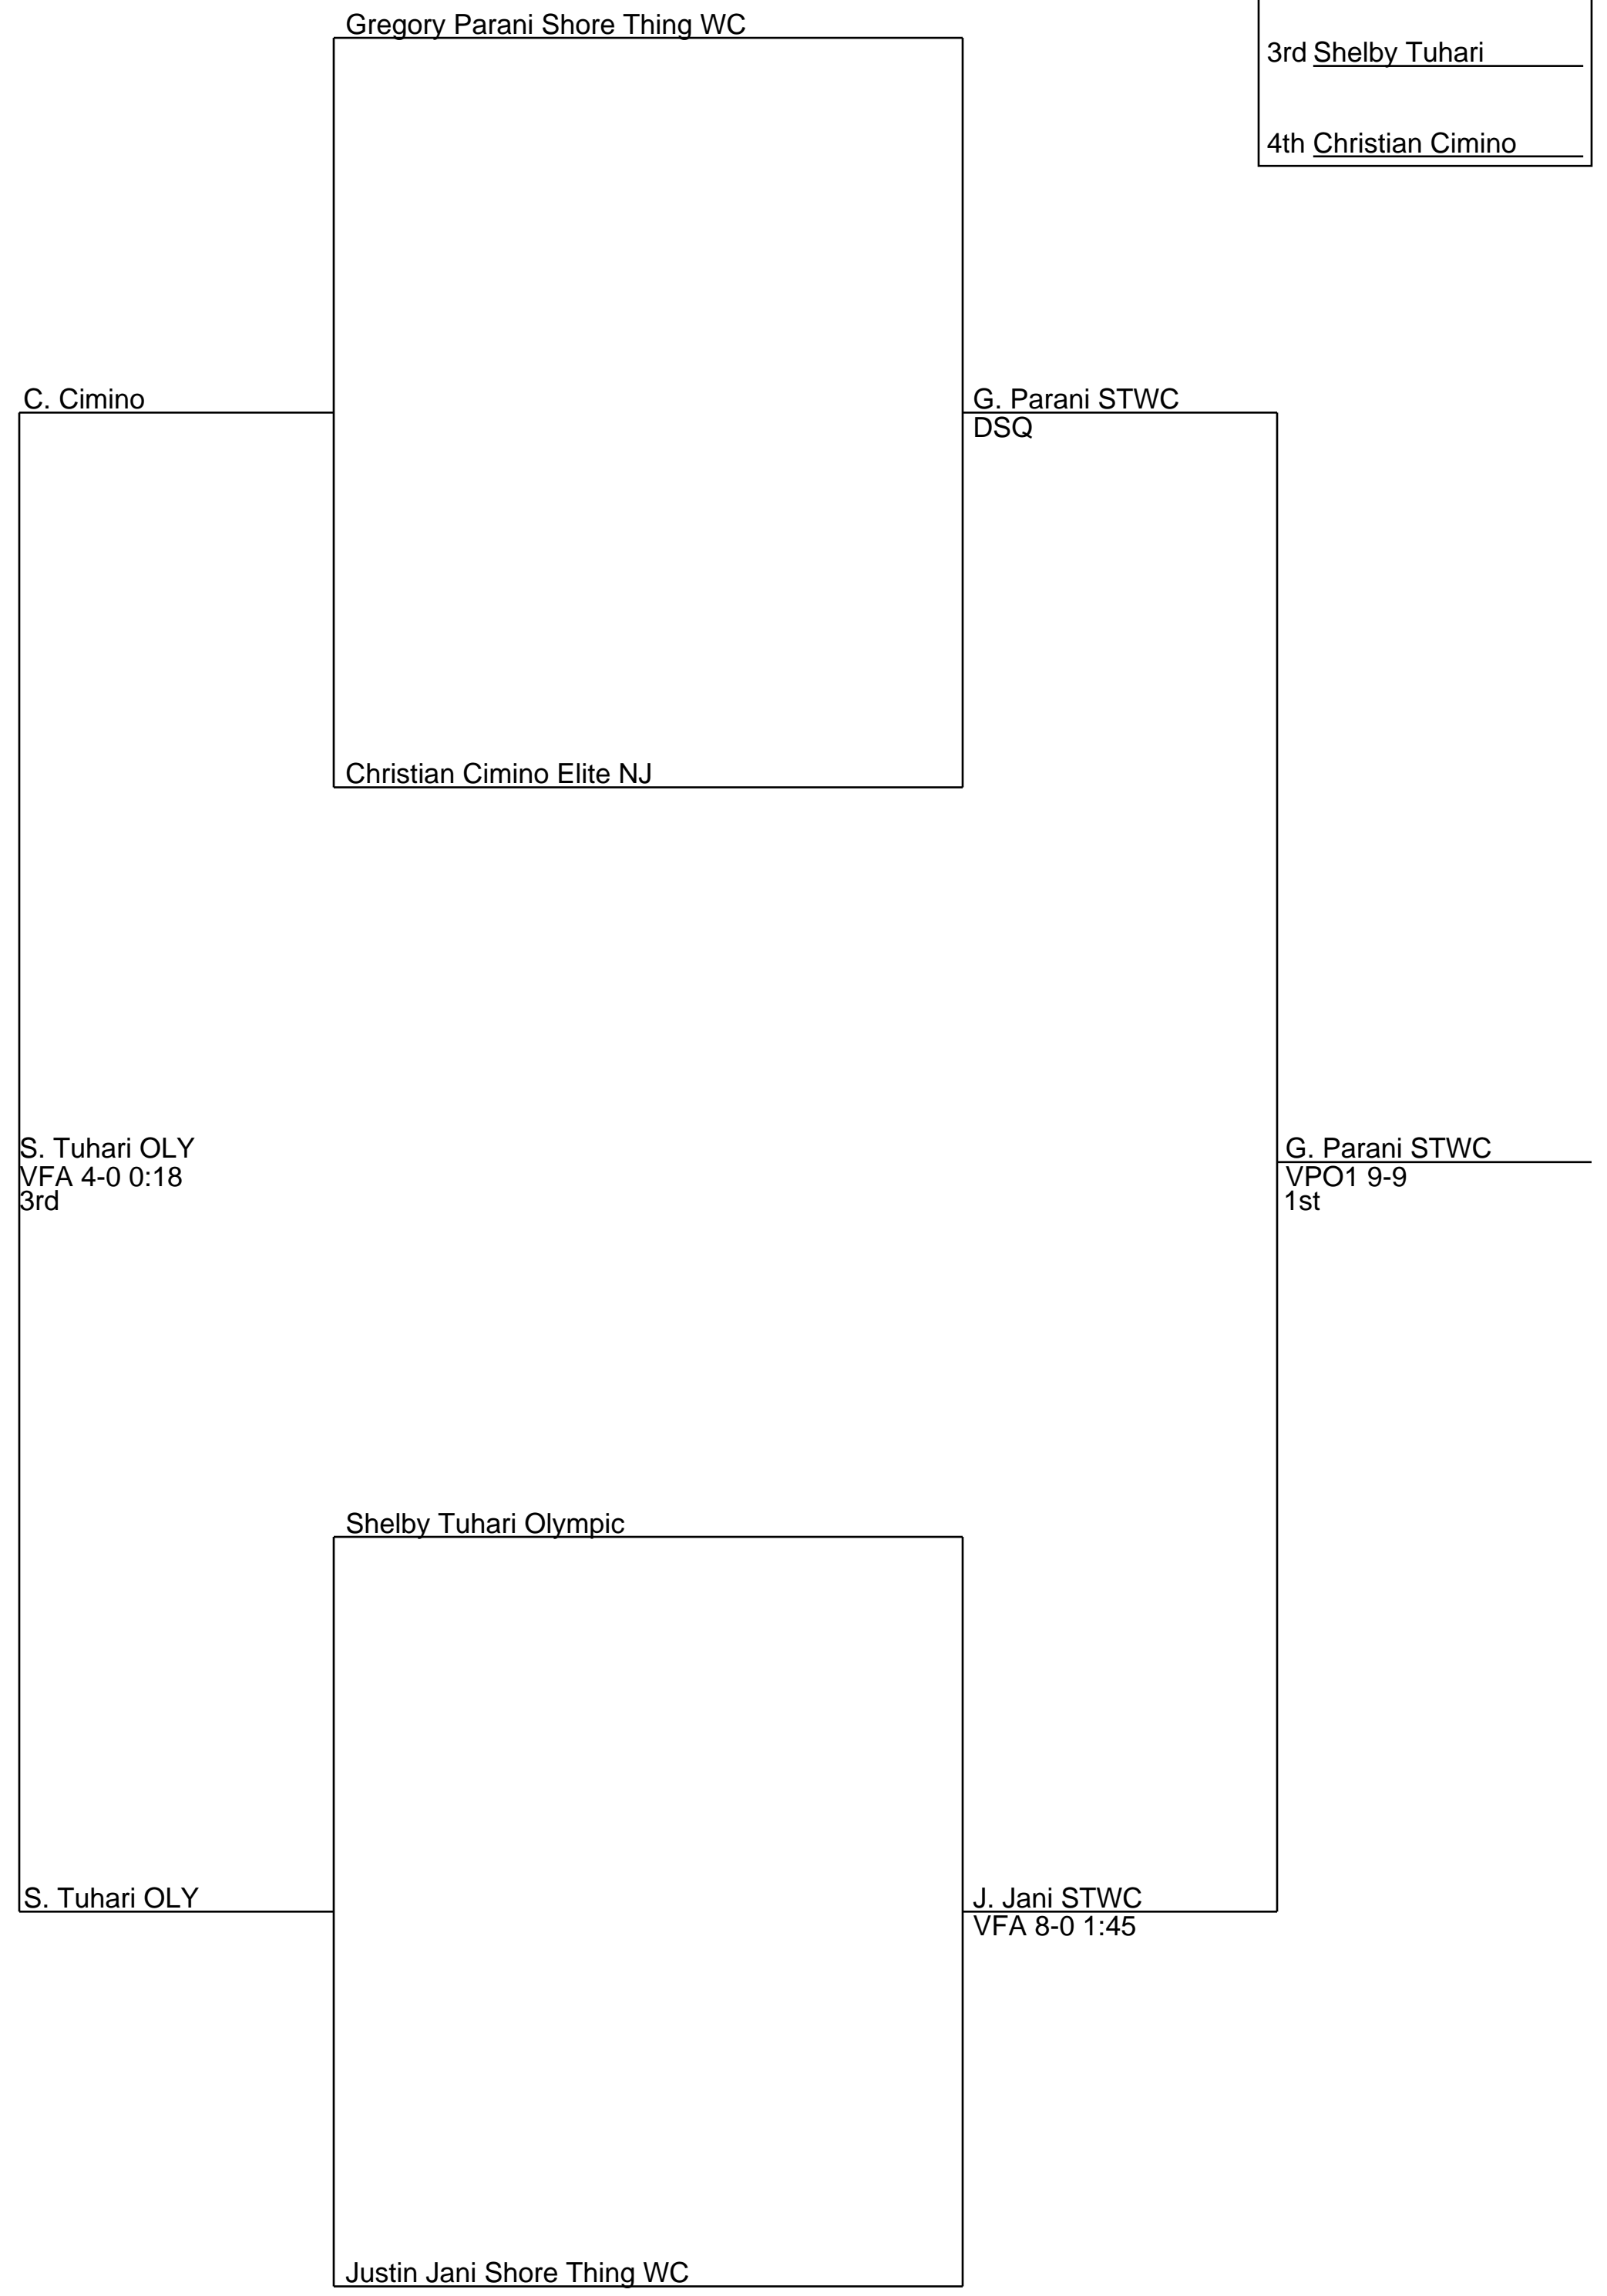 Gregory Parani Shore Thing WC
3rd Shelby Tuhari
4th Christian Cimino
C. Cimino
G. Parani STWC
DSQ
Christian Cimino Elite NJ
S. Tuhari OLY
VFA 4-0 0:18
3rd
G. Parani STWC
VPO1 9-9
1st
Shelby Tuhari Olympic
S. Tuhari OLY
J. Jani STWC
VFA 8-0 1:45
Justin Jani Shore Thing WC